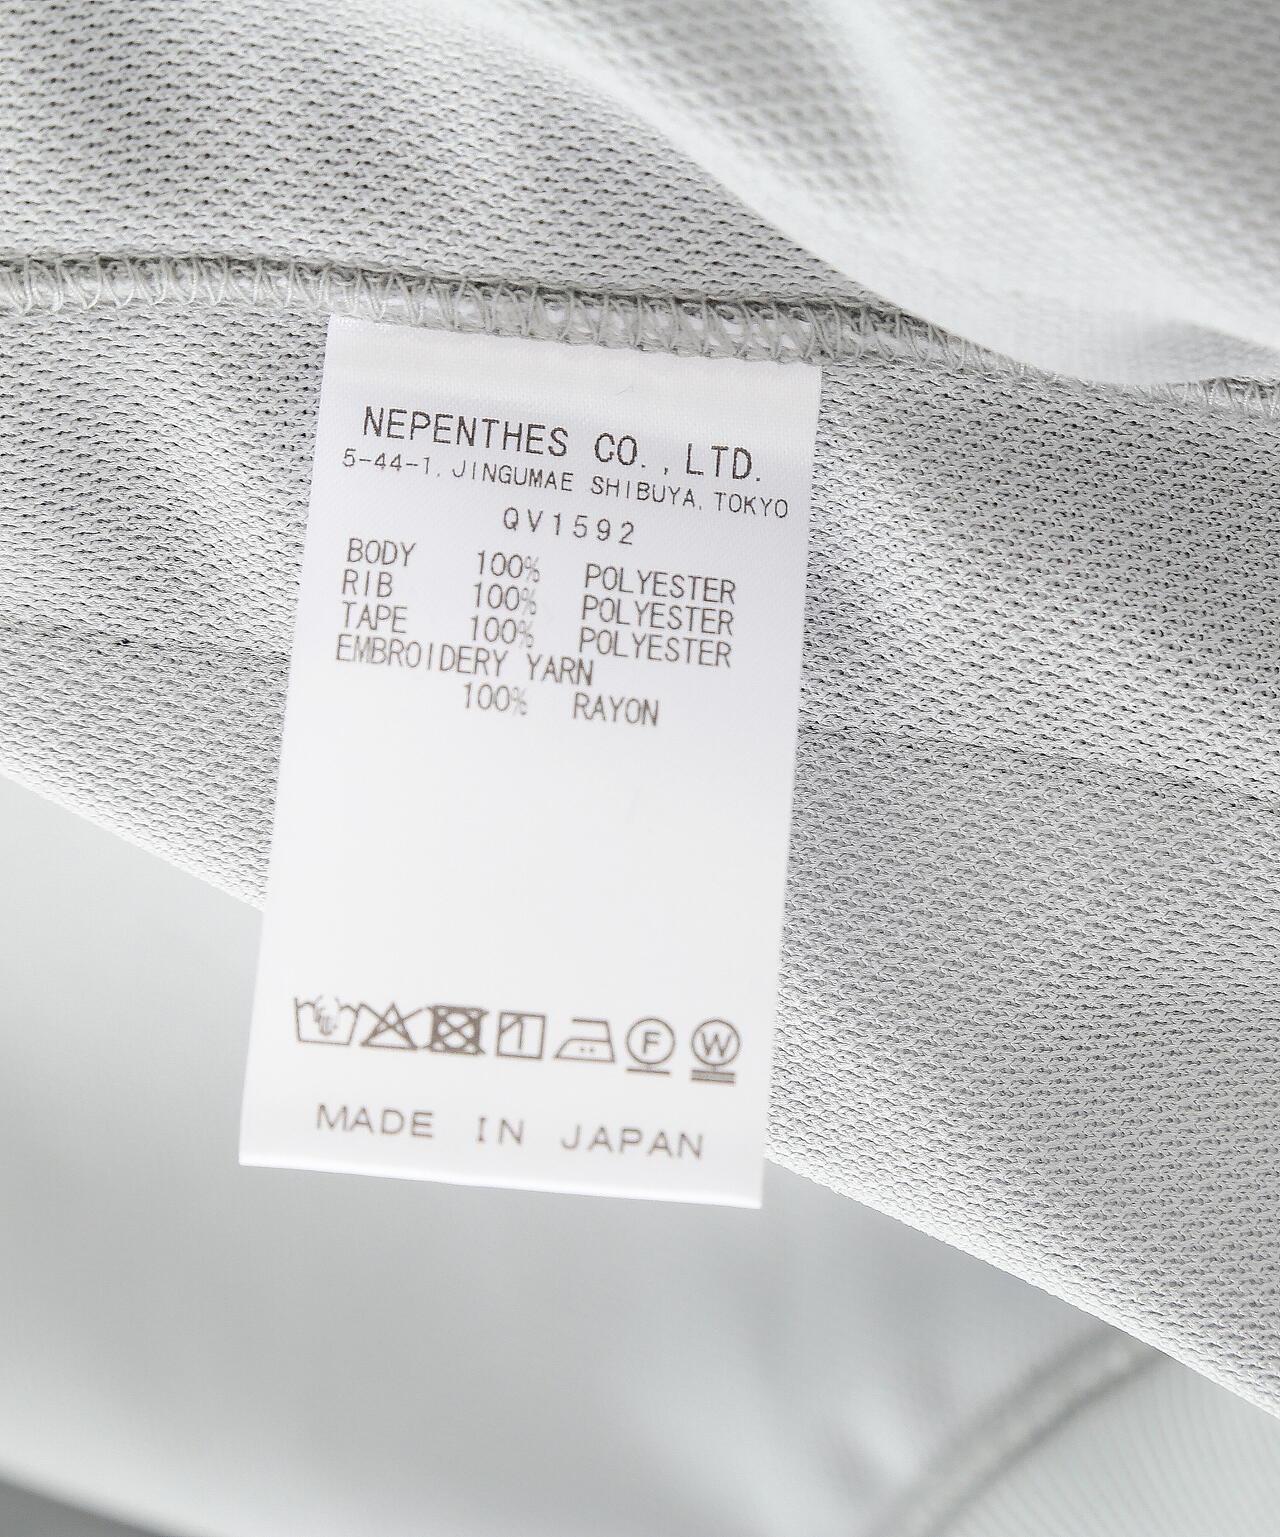 NEPENTHES CO., LTD.
5-44-1, JINGUMAE SHIBUYA, TOKYO
QV1592
BODY 100% POLYESTER
RIB 100% POLYESTER
TAPE 100% POLYESTER
EMBROIDERY YARN
100% RAYON
F W
MADE IN JAPAN